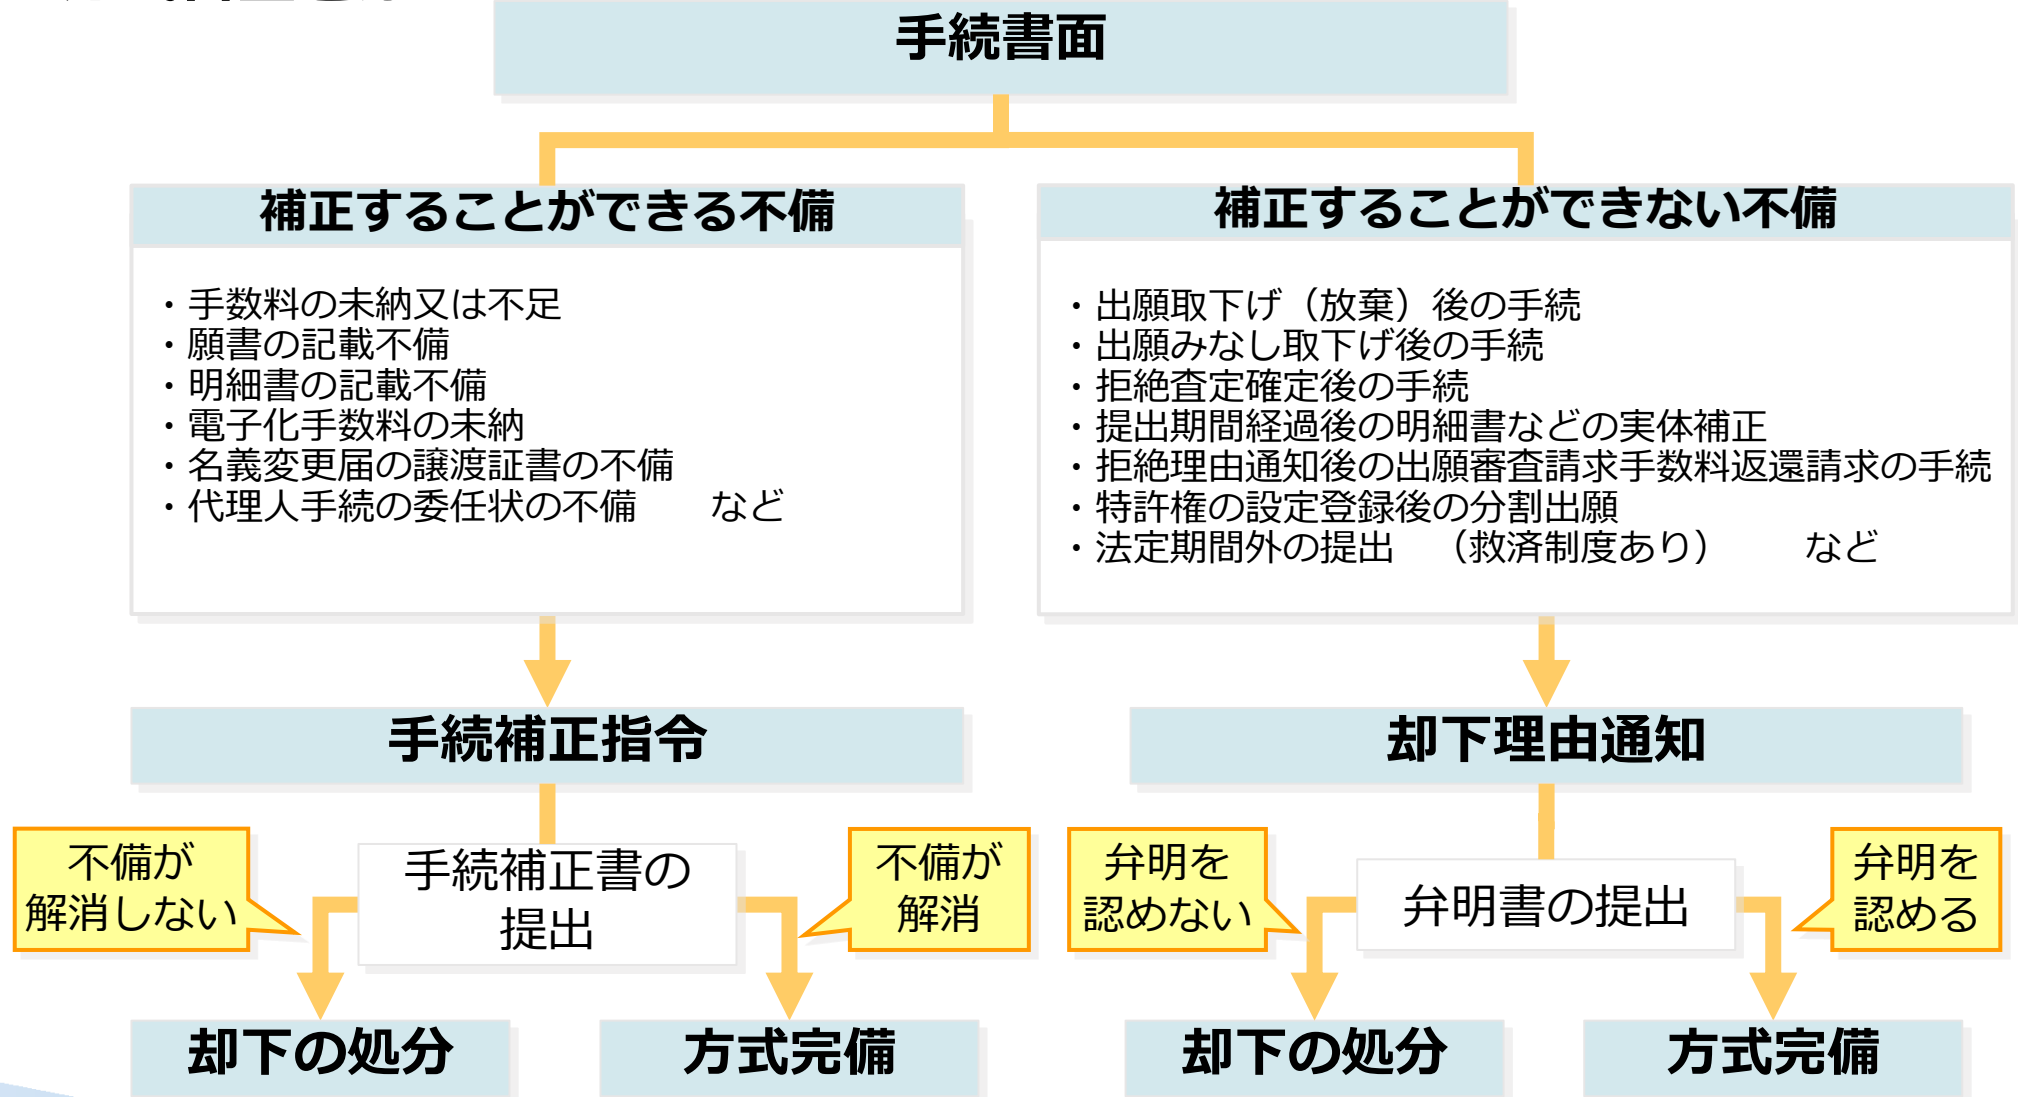 手続書面
補正することができる不備
・手数料の未納又は不足
・願書の記載不備
・明細書の記載不備
・電子化手数料の未納
・名義変更届の譲渡証書の不備
・代理人手続の委任状の不備　　など
補正することができない不備
・出願取下げ（放棄）後の手続
・出願みなし取下げ後の手続
・拒絶査定確定後の手続
・提出期間経過後の明細書などの実体補正
・拒絶理由通知後の出願審査請求手数料返還請求の手続
・特許権の設定登録後の分割出願
・法定期間外の提出　（救済制度あり）　　など
手続補正指令
却下理由通知
不備が
解消しない
手続補正書の
提出
不備が
解消
弁明を
認めない
弁明書の提出
弁明を
認める
却下の処分
方式完備
却下の処分
方式完備